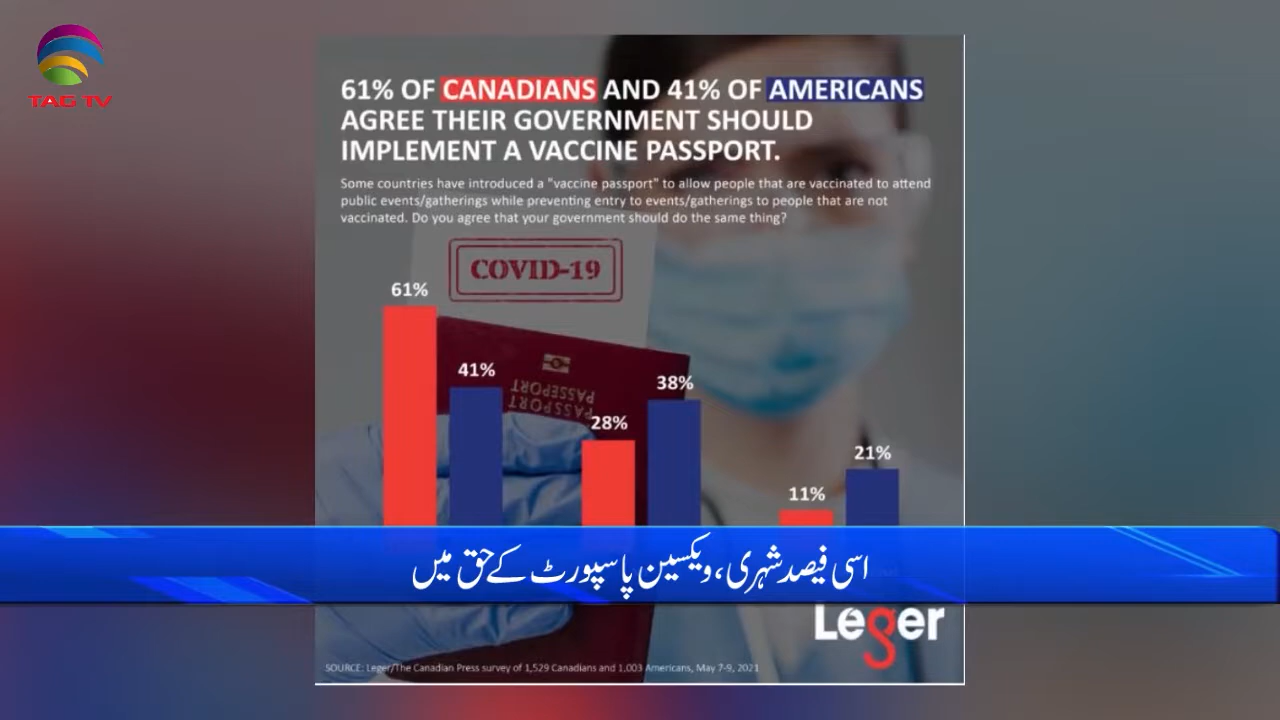 TAG TV
61% OF CANADIANS AND 41% OF AMERICANS
AGREE THEIR GOVERNMENT SHOULD
IMPLEMENT A VACCINE PASSPORT.
Some countries have introduced a "vaccine passport" to allow people that are vaccinated to attend
public events/gatherings while preventing entry to events/gatherings to people that are not
vaccinated. Do you agree that your government should do the same thing?
COVID-19
61%
41%
28%
38%
11%
21%
PASSEPORT
PASSPORT
اسی فیصد شہری، ویکسین پاسپورٹ کے حق میں
Leger
SOURCE: Leger/The Canadian Press survey of 1,529 Canadians and 1,003 Americans, May 7-9, 2021